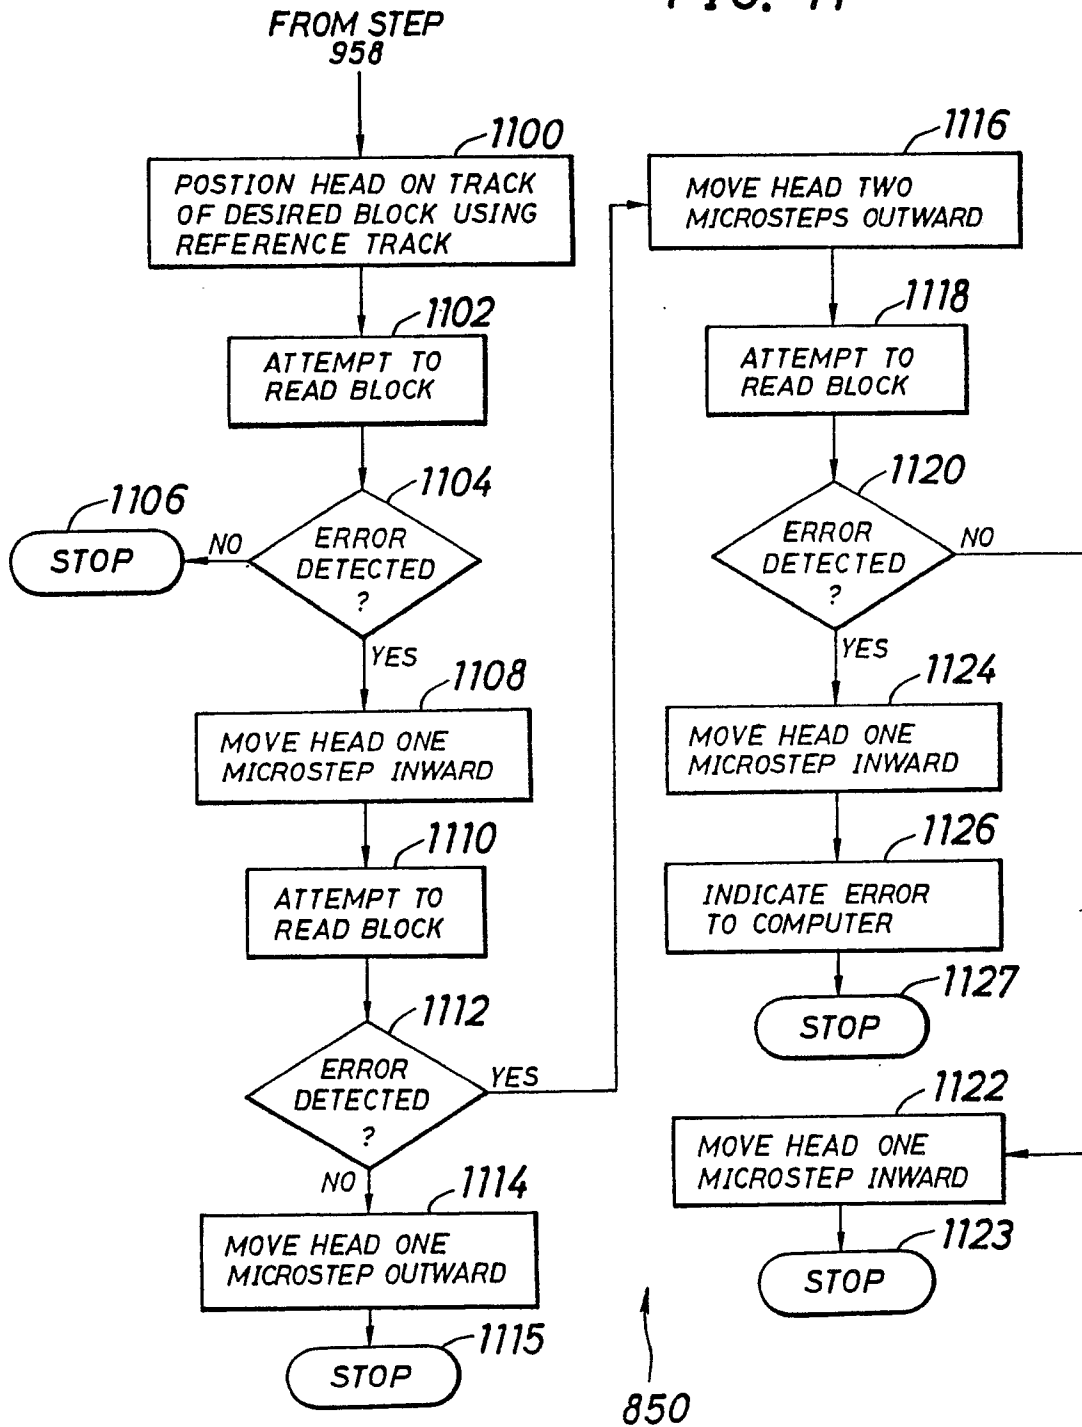 FROM STEP
958
1100
POSTION HEAD ON TRACK
OF DESIRED BLOCK USING
REFERENCE TRACK
1102
ATTEMPT TO
READ BLOCK
1104
ERROR
DETECTED
?
NO
1106
STOP
YES
1108
MOVE HEAD ONE
MICROSTEP INWARD
1110
ATTEMPT TO
READ BLOCK
1112
ERROR
DETECTED
?
YES
NO
1114
MOVE HEAD ONE
MICROSTEP OUTWARD
1115
STOP
1116
MOVE HEAD TWO
MICROSTEPS OUTWARD
1118
ATTEMPT TO
READ BLOCK
1120
ERROR
DETECTED
?
NO
YES
1124
MOVE HEAD ONE
MICROSTEP INWARD
1126
INDICATE ERROR
TO COMPUTER
1127
STOP
1122
MOVE HEAD ONE
MICROSTEP INWARD
1123
STOP
850